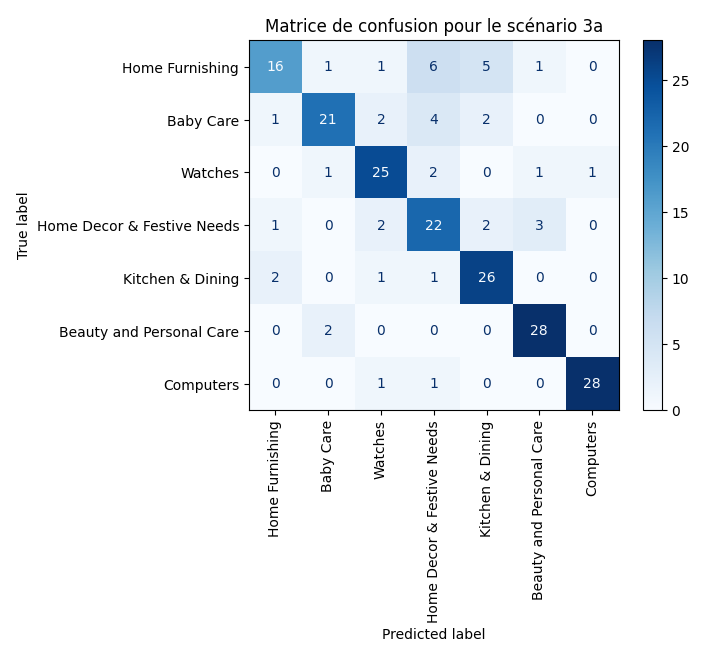 Matrice de confusion pour le scénario 3a
True label
Home Furnishing 16 1 1 6 5 1 0
Baby Care 1 21 2 4 2 0 0
Watches 0 1 25 2 0 1 1
Home Decor & Festive Needs 1 0 2 22 2 3 0
Kitchen & Dining 2 0 1 1 26 0 0
Beauty and Personal Care 0 2 0 0 0 28 0
Computers 0 0 1 1 0 0 28
Home Furnishing
Baby Care
Watches
Home Decor & Festive Needs
Kitchen & Dining
Beauty and Personal Care
Computers
Predicted label
25
20
15
10
5
0